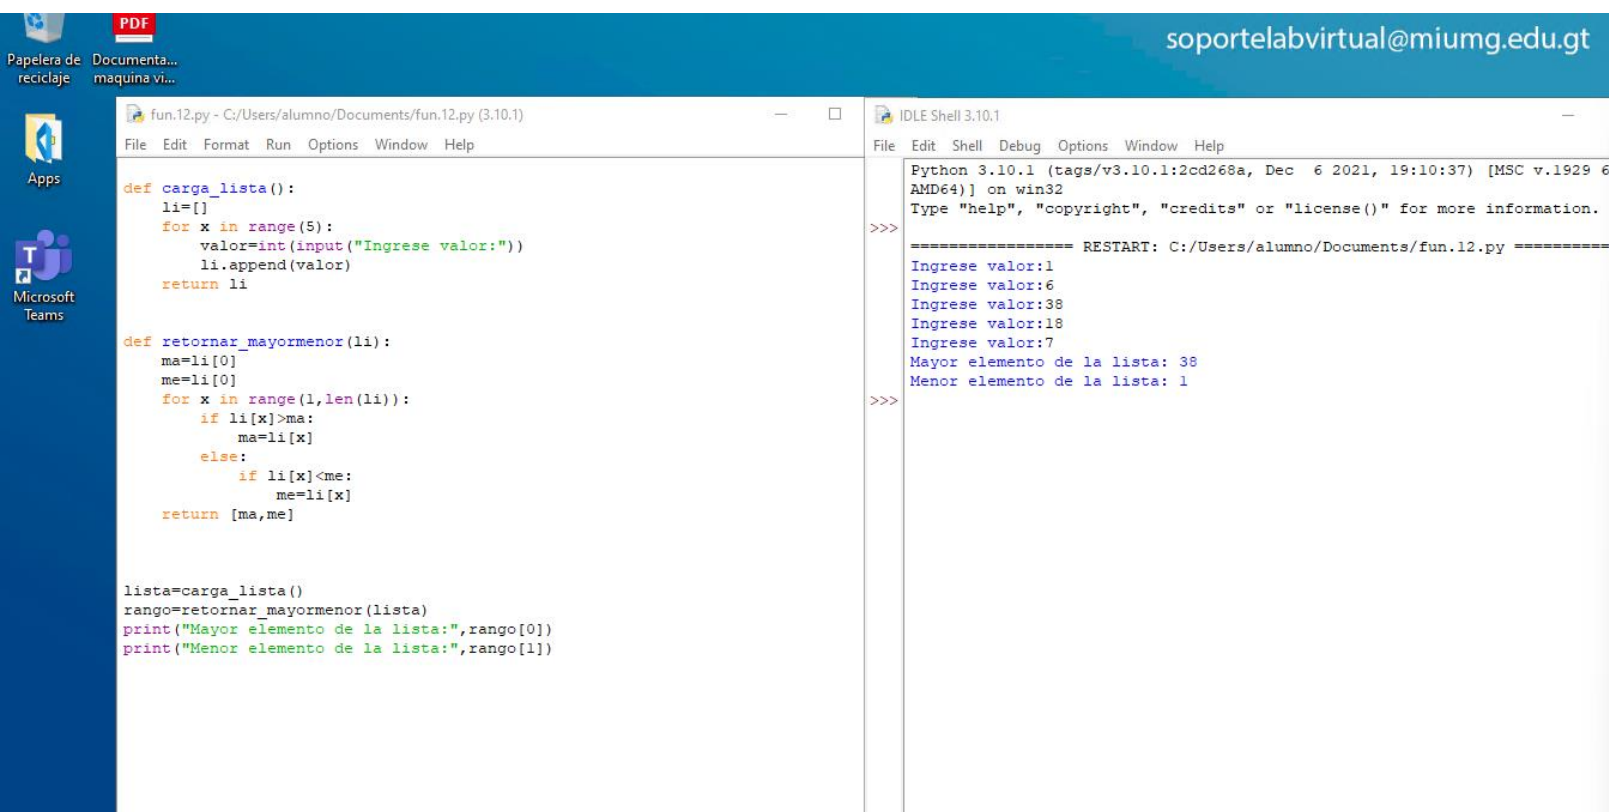 PDF
soportelabvirtual@miumg.edu.gt
Papelera de reciclaje
Documenta... maquina vi...
Apps
T
Microsoft Teams
fun.12.py - C:/Users/alumno/Documents/fun.12.py (3.10.1)
File Edit Format Run Options Window Help
def carga_lista():
    li=[]
    for x in range(5):
        valor=int(input("Ingrese valor:"))
        li.append(valor)
    return li
def retornar_mayormenor(li):
    ma=li[0]
    me=li[0]
    for x in range(1,len(li)):
        if li[x]>ma:
            ma=li[x]
        else:
            if li[x]<me:
                me=li[x]
    return [ma,me]
lista=carga_lista()
rango=retornar_mayormenor(lista)
print("Mayor elemento de la lista:",rango[0])
print("Menor elemento de la lista:",rango[1])
IDLE Shell 3.10.1
File Edit Shell Debug Options Window Help
Python 3.10.1 (tags/v3.10.1:2cd268a, Dec  6 2021, 19:10:37) [MSC v.1929 6
AMD64)] on win32
Type "help", "copyright", "credits" or "license()" for more information.
>>>
================= RESTART: C:/Users/alumno/Documents/fun.12.py ==========
Ingrese valor:1
Ingrese valor:6
Ingrese valor:38
Ingrese valor:18
Ingrese valor:7
Mayor elemento de la lista: 38
Menor elemento de la lista: 1
>>>